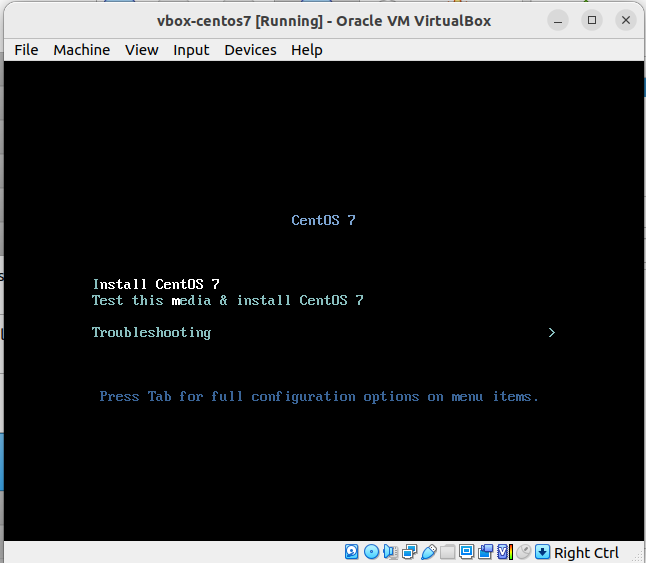 vbox-centos7 [Running] - Oracle VM VirtualBox
File Machine View Input Devices Help
CentOS 7
Install CentOS 7
Test this media & install CentOS 7
Troubleshooting >
Press Tab for full configuration options on menu items.
Right Ctrl